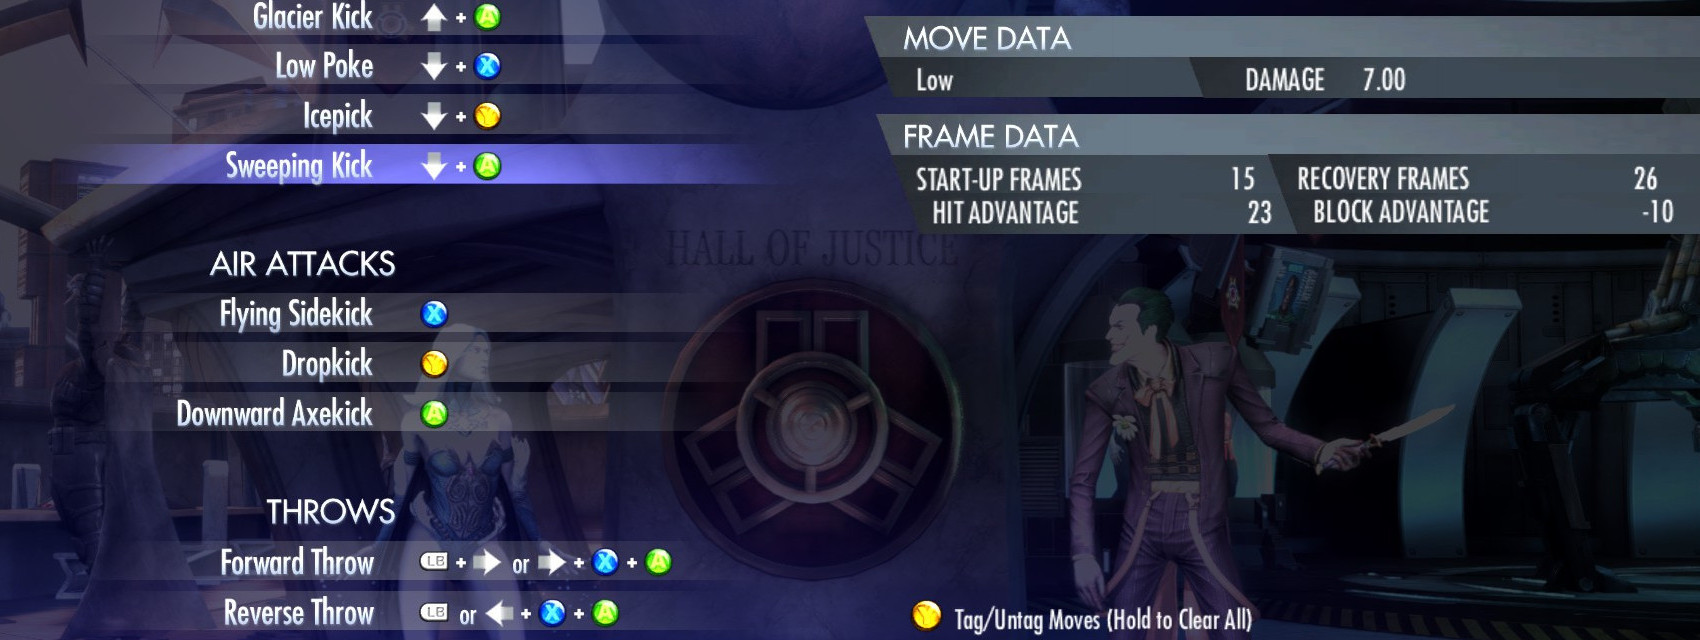 Glacier Kick + A
Low Poke + X
Icepick + Y
Sweeping Kick + A
AIR ATTACKS
Flying Sidekick X
Dropkick Y
Downward Axekick A
THROWS
Forward Throw LB + or + X + A
Reverse Throw LB or + X + A
MOVE DATA
Low DAMAGE 7.00
FRAME DATA
START-UP FRAMES 15 RECOVERY FRAMES 26
HIT ADVANTAGE 23 BLOCK ADVANTAGE -10
HALL OF JUSTICE
Y Tag/Untag Moves (Hold to Clear All)